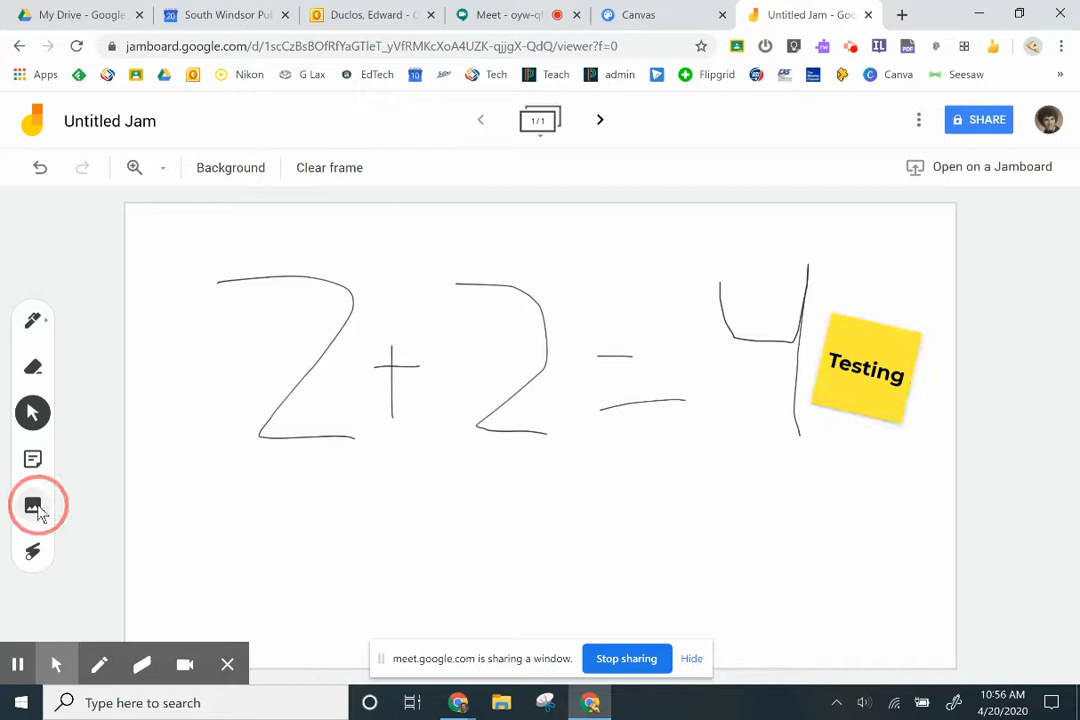 My Drive - Google
South Windsor Pu
Duclos, Edward - C
Meet - oyw-q
Canvas
Untitled Jam - Goo
jamboard.google.com/d/1scCzBsBOfRfYaGTleT_yVfRMKcXoA4UZK-qjjgX-QdQ/viewer?f=0
Apps
Nikon
G Lax
EdTech
Tech
Teach
admin
Flipgrid
Canva
Seesaw
Untitled Jam
1/1
SHARE
Background
Clear frame
Open on a Jamboard
2 + 2 = 4
Testing
meet.google.com is sharing a window.
Stop sharing
Hide
Type here to search
10:56 AM
4/20/2020